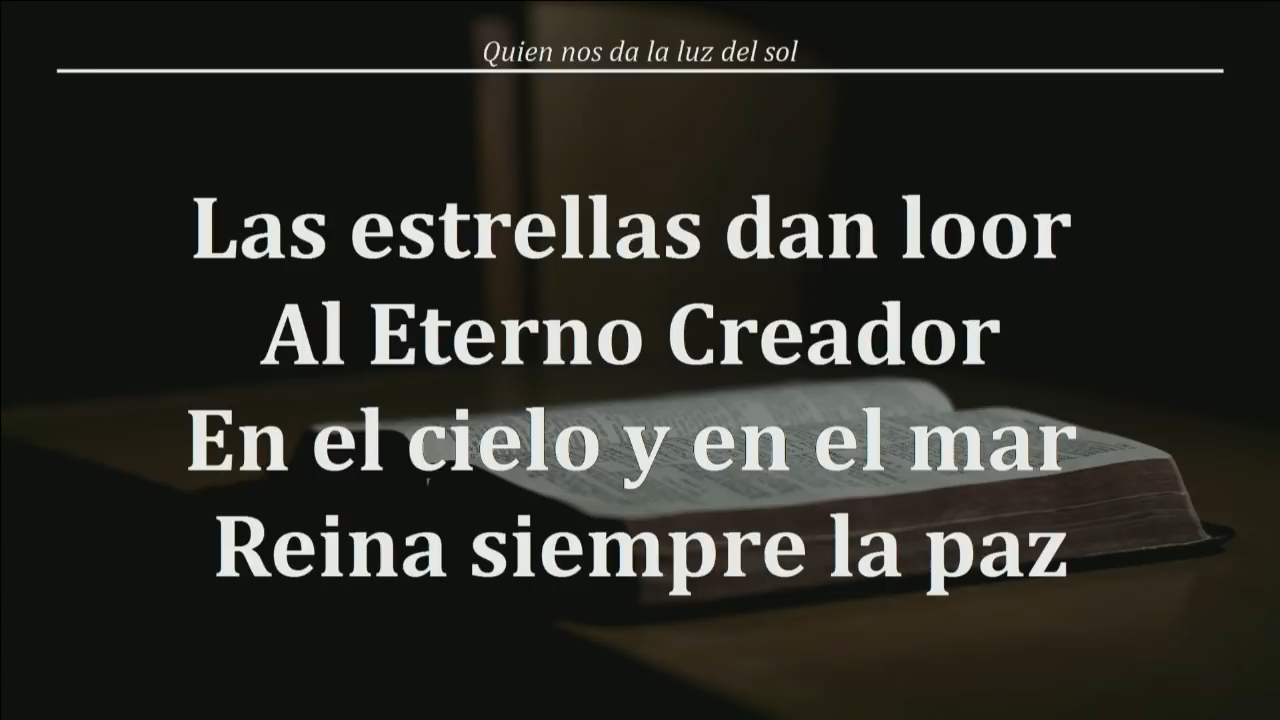 Quien nos da la luz del sol
Las estrellas dan loor
Al Eterno Creador
En el cielo y en el mar
Reina siempre la paz